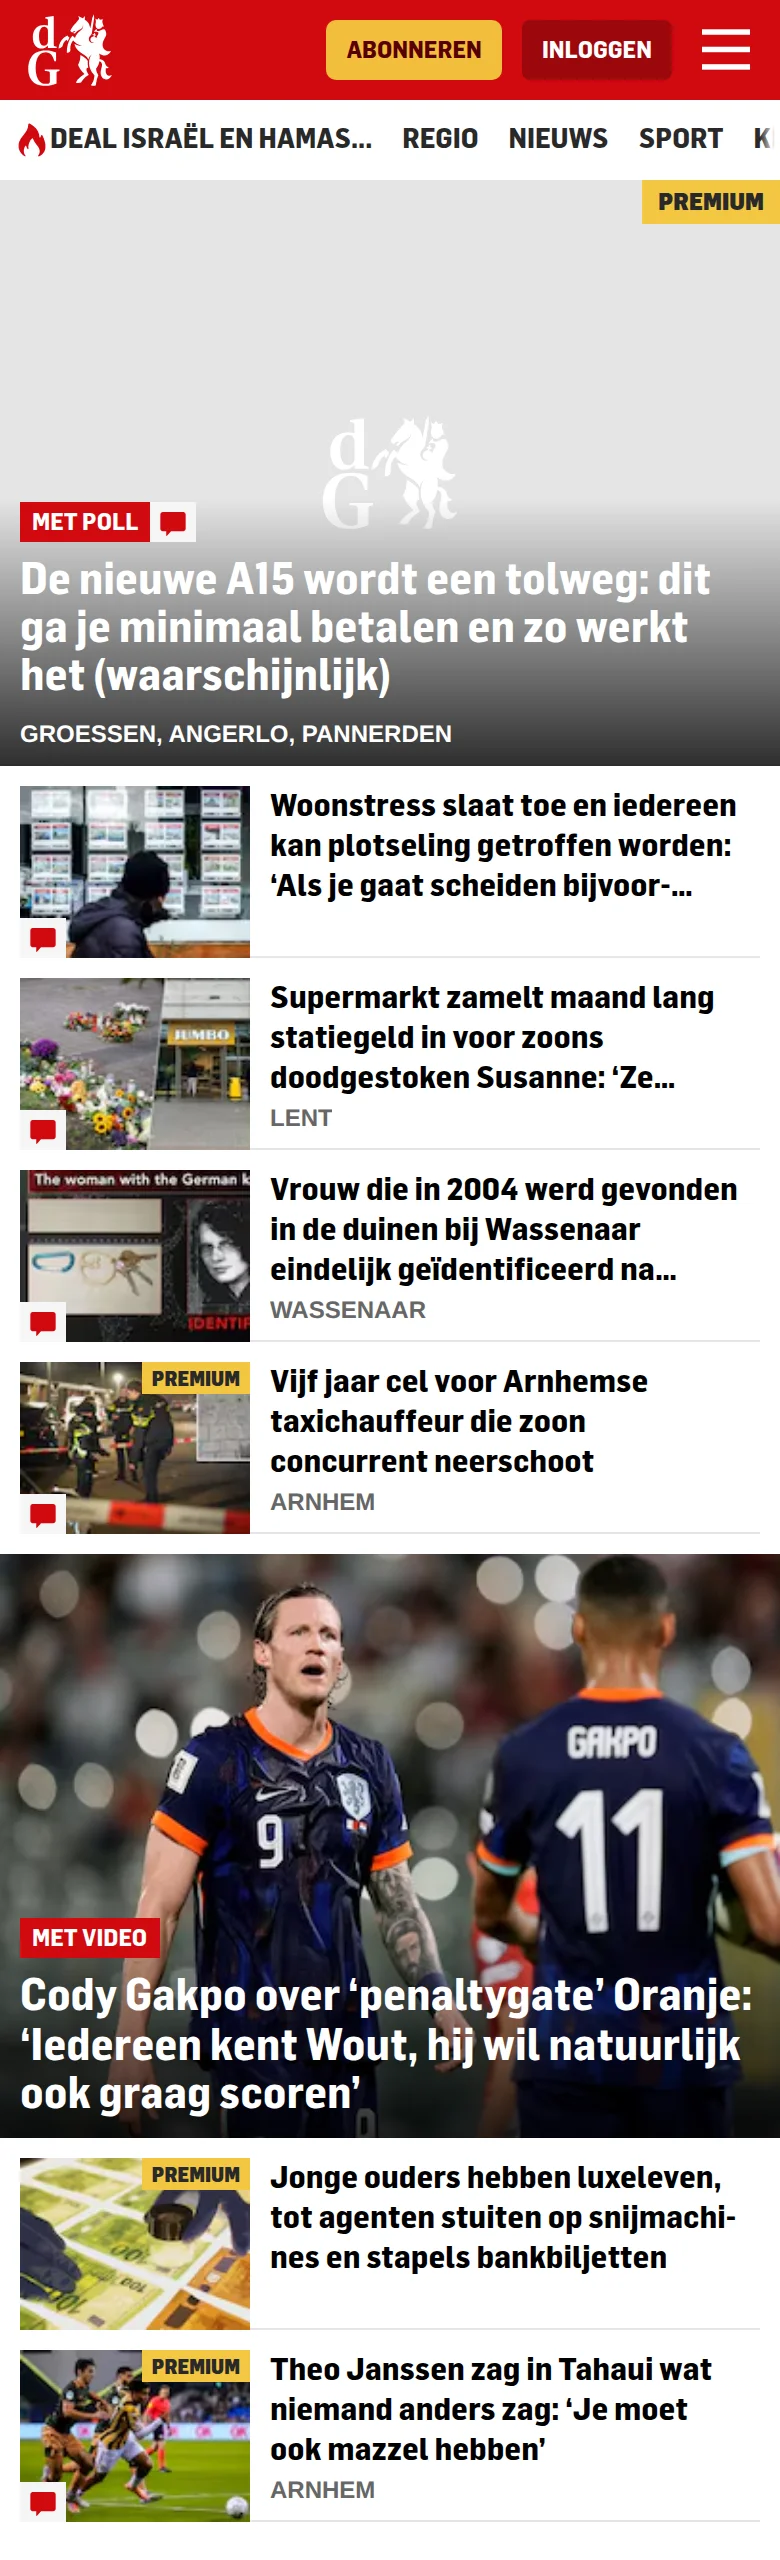 dG
ABONNEREN
INLOGGEN
DEAL ISRAËL EN HAMAS...
REGIO
NIEUWS
SPORT
PREMIUM
dG
MET POLL
De nieuwe A15 wordt een tolweg: dit
ga je minimaal betalen en zo werkt
het (waarschijnlijk)
GROESSEN, ANGERLO, PANNERDEN
Woonstress slaat toe en iedereen
kan plotseling getroffen worden:
‘Als je gaat scheiden bijvoor-...
JUMBO
Supermarkt zamelt maand lang
statiegeld in voor zoons
doodgestoken Susanne: ‘Ze...
LENT
The woman with the German k
IDENTIF
Vrouw die in 2004 werd gevonden
in de duinen bij Wassenaar
eindelijk geïdentificeerd na...
WASSENAAR
PREMIUM
Vijf jaar cel voor Arnhemse
taxichauffeur die zoon
concurrent neerschoot
ARNHEM
GAKPO
11
9
MET VIDEO
Cody Gakpo over ‘penaltygate’ Oranje:
‘Iedereen kent Wout, hij wil natuurlijk
ook graag scoren’
PREMIUM
100
Jonge ouders hebben luxeleven,
tot agenten stuiten op snijmachi-
nes en stapels bankbiljetten
PREMIUM
Theo Janssen zag in Tahaui wat
niemand anders zag: ‘Je moet
ook mazzel hebben’
ARNHEM